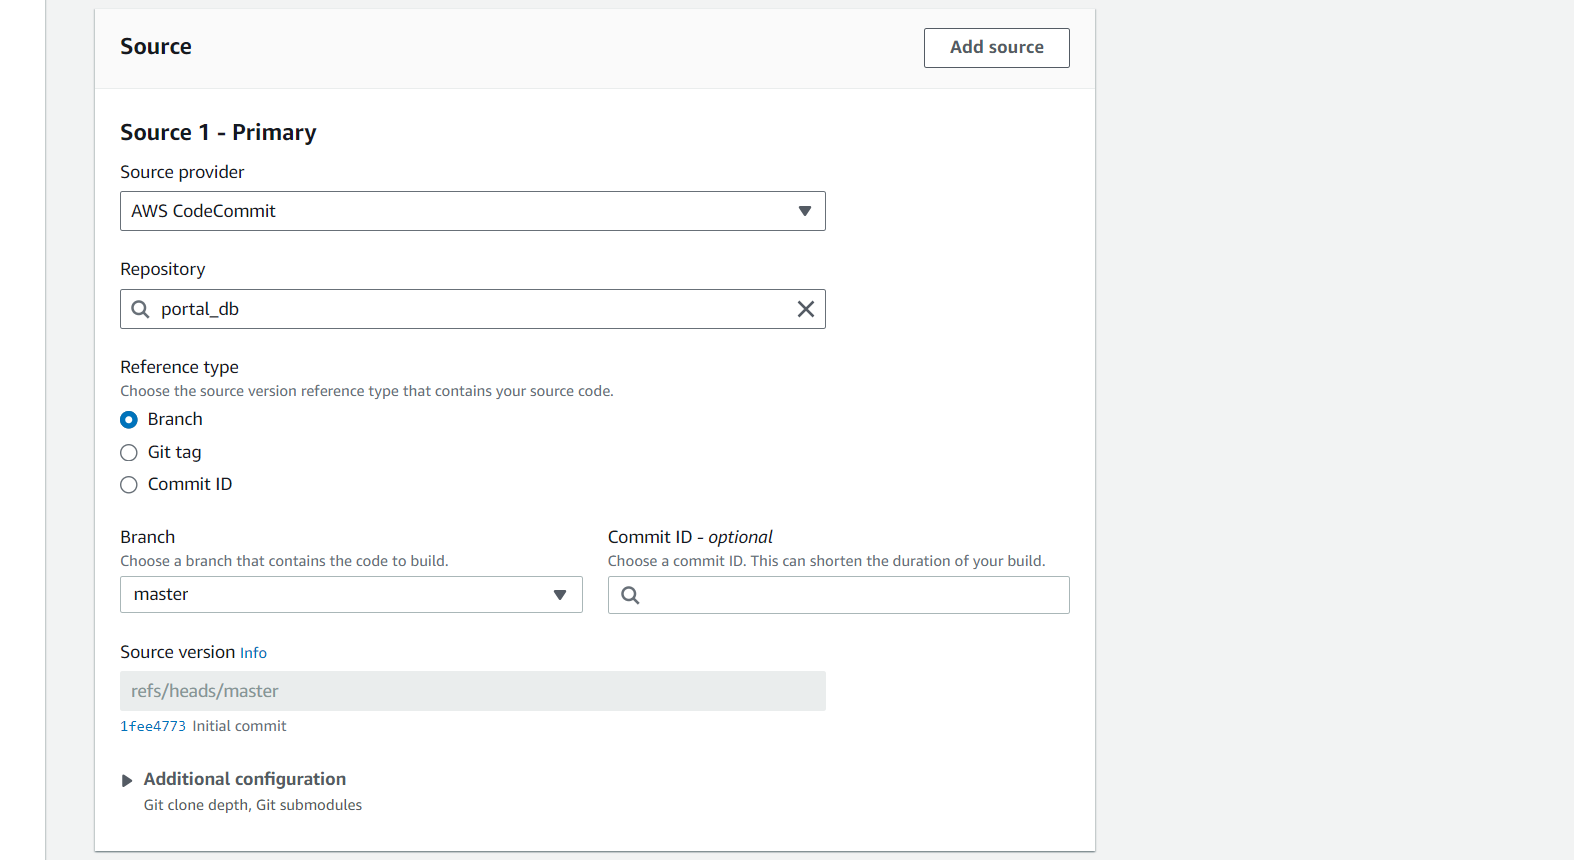 Source
Add source
Source 1 - Primary
Source provider
AWS CodeCommit
Repository
portal_db
Reference type
Choose the source version reference type that contains your source code.
Branch
Git tag
Commit ID
Branch
Choose a branch that contains the code to build.
master
Commit ID - optional
Choose a commit ID. This can shorten the duration of your build.
Source version Info
refs/heads/master
1fee4773 Initial commit
Additional configuration
Git clone depth, Git submodules